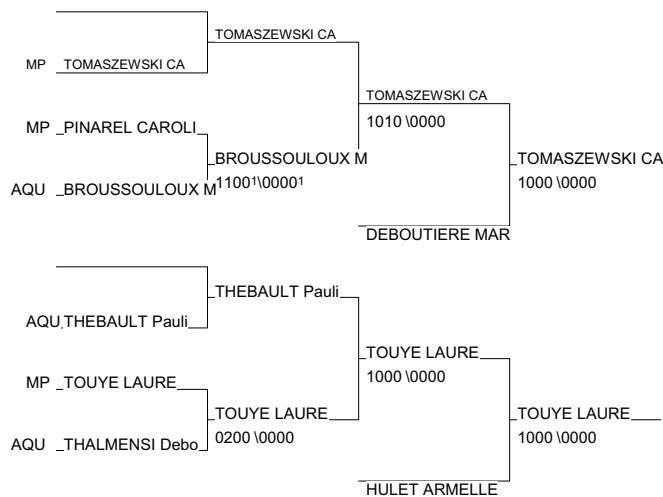 TOMASZEWSKI CA
MP TOMASZEWSKI CA
TOMASZEWSKI CA
1010 \0000
MP PINAREL CAROLI
BROUSSOULOUX M
11001\00001
TOMASZEWSKI CA
1000 \0000
AQU BROUSSOULOUX M
DEBOUTIERE MAR
THEBAULT Pauli
AQU THEBAULT Pauli
TOUYE LAURE
1000 \0000
MP TOUYE LAURE
TOUYE LAURE
0200 \0000
TOUYE LAURE
1000 \0000
AQU THALMENSI Debo
HULET ARMELLE